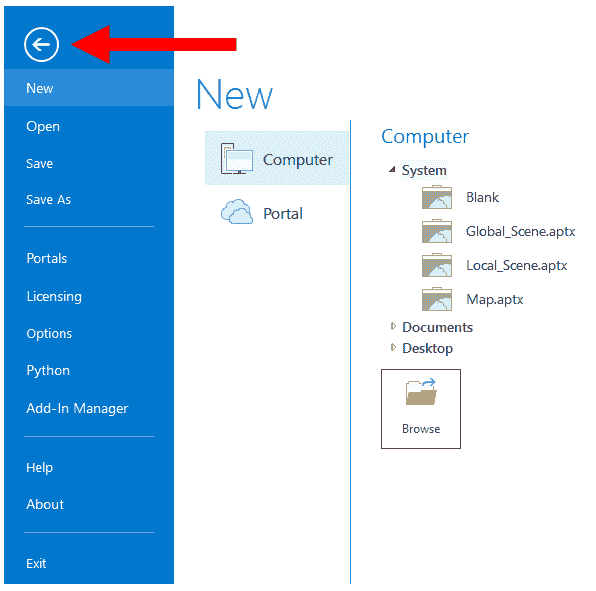 New
Open
Save
Save As
Portals
Licensing
Options
Python
Add-In Manager
Help
About
Exit
New
Computer
Portal
Computer
System
Blank
Global_Scene.aptx
Local_Scene.aptx
Map.aptx
Documents
Desktop
Browse